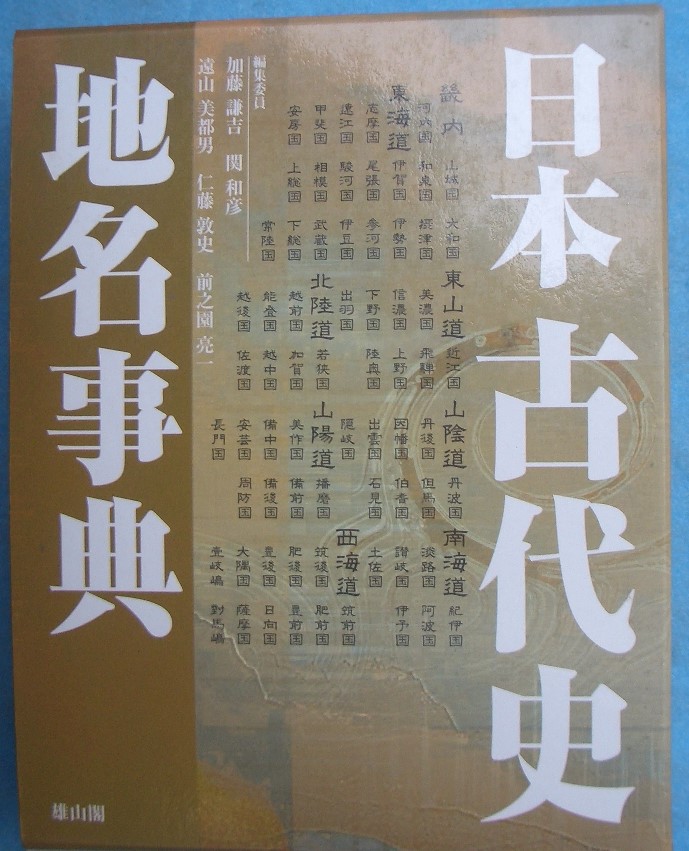 日本古代史
畿内 山城国 大和国
河内国 和泉国 摂津国
東海道 伊賀国 伊勢国
志摩国 尾張国 参河国
遠江国 駿河国 伊豆国
甲斐国 相模国 武蔵国
安房国 上総国 下総国
常陸国
東山道 近江国
美濃国 飛騨国
信濃国 上野国
下野国 陸奥国
出羽国
北陸道 若狭国
越前国 加賀国
能登国 越中国
越後国 佐渡国
山陰道 丹波国
丹後国 但馬国
因幡国 伯耆国
出雲国 石見国
隠岐国
山陽道 播磨国
美作国 備前国
備中国 備後国
安芸国 周防国
長門国
南海道 紀伊国
淡路国 阿波国
讃岐国 伊予国
土佐国
西海道 筑前国
筑後国 肥前国
肥後国 豊前国
豊後国 日向国
大隅国 薩摩国
壹岐嶋 對馬嶋
編集委員
加藤 謙吉 関 和彦
遠山 美都男 仁藤 敦史 前之園 亮一
地名事典
雄山閣